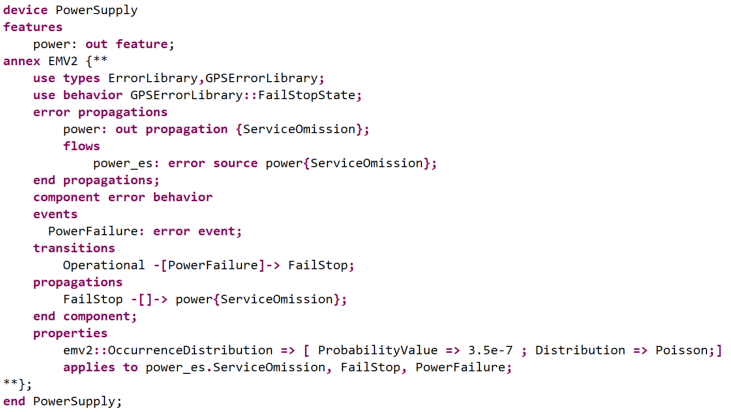 device PowerSupply
features
power: out feature;
annex EMV2 {**
use types ErrorLibrary,GPSErrorLibrary;
use behavior GPSErrorLibrary::FailStopState;
error propagations
power: out propagation {ServiceOmission};
flows
power_es: error source power{ServiceOmission};
end propagations;
component error behavior
events
PowerFailure: error event;
transitions
Operational -[PowerFailure]-> FailStop;
propagations
FailStop -[]-> power{ServiceOmission};
end component;
properties
emv2::OccurrenceDistribution => [ ProbabilityValue => 3.5e-7 ; Distribution => Poisson;]
applies to power_es.ServiceOmission, FailStop, PowerFailure;
**};
end PowerSupply;